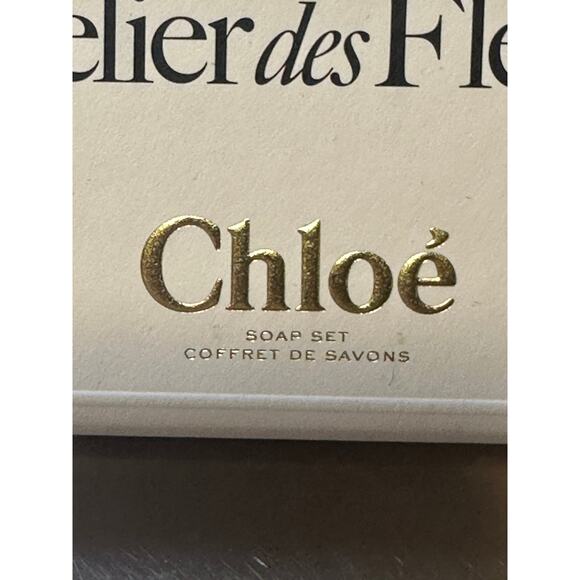 elier des Fle
Chloé
SOAP SET
COFFRET DE SAVONS